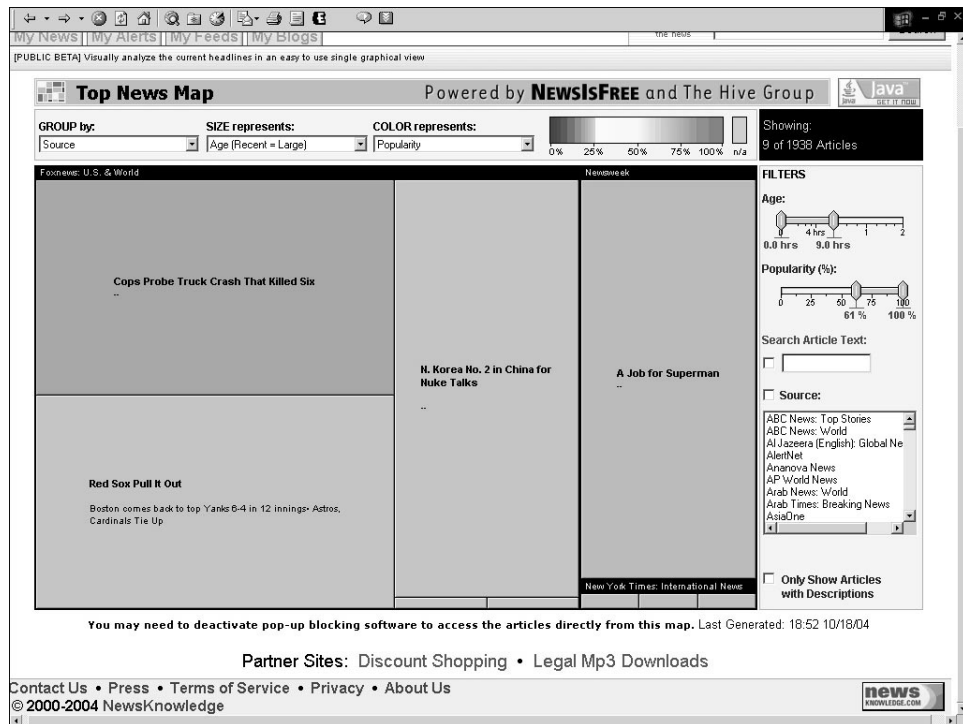 My News My Alerts My Feeds My Blogs
the news
Search
[PUBLIC BETA] Visually analyze the current headlines in an easy to use single graphical view
Top News Map
Powered by NEWSISFREE and The Hive Group
Java
Java
GET IT NOW
GROUP by:
SIZE represents:
COLOR represents:
Source
Age (Recent = Large)
Popularity
0% 25% 50% 75% 100% n/a
Showing:
9 of 1938 Articles
Foxnews: U.S. & World
Newsweek
Cops Probe Truck Crash That Killed Six
--
Red Sox Pull It Out
Boston comes back to top Yanks 6-4 in 12 innings• Astros,
Cardinals Tie Up
N. Korea No. 2 in China for
Nuke Talks
--
A Job for Superman
--
New York Times: International News
FILTERS
Age:
0 4 hrs 1 2
0.0 hrs 9.0 hrs
Popularity (%):
0 25 50 75 100
61 % 100 %
Search Article Text:
Source:
ABC News: Top Stories
ABC News: World
Al Jazeera (English): Global Ne
AlertNet
Ananova News
AP World News
Arab News: World
Arab Times: Breaking News
AsiaOne
Only Show Articles
with Descriptions
You may need to deactivate pop-up blocking software to access the articles directly from this map. Last Generated: 18:52 10/18/04
Partner Sites: Discount Shopping • Legal Mp3 Downloads
Contact Us • Press • Terms of Service • Privacy • About Us
© 2000-2004 NewsKnowledge
news
KNOWLEDGE.COM